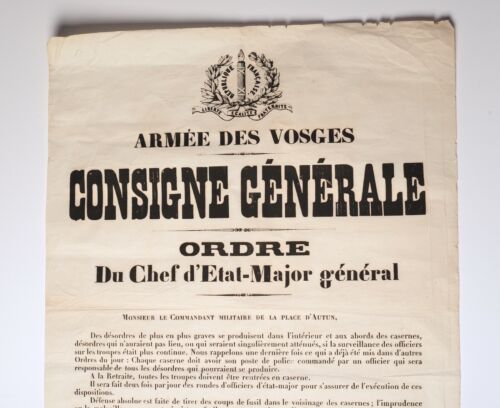 RÉPUBLIQUE FRANÇAISE
LIBERTÉ ÉGALITÉ FRATERNITÉ
ARMÉE DES VOSGES
CONSIGNE GÉNÉRALE
ORDRE
Du Chef d'Etat-Major général
MONSIEUR LE COMMANDANT MILITAIRE DE LA PLACE D'AUTUN,
Des désordres de plus en plus graves se produisent dans l'intérieur et aux abords des casernes,
désordres qui n'auraient pas lieu, ou qui seraient singulièrement atténués, si la surveillance des officiers
sur les troupes était plus continue. Nous rappelons une dernière fois ce qui a déjà été mis dans d'autres
Ordres du jour : Chaque caserne doit avoir son poste de police commandé par un officier qui sera
responsable de tous les désordres qui pourraient se produire.
A la Retraite, toutes les troupes doivent être rentrées en caserne.
Il sera fait deux fois par jour des rondes d'officiers d'état-major pour s'assurer de l'exécution de ces
dispositions.
Défense absolue est faite de tirer des coups de fusil dans le voisinage des casernes ; l'imprudence